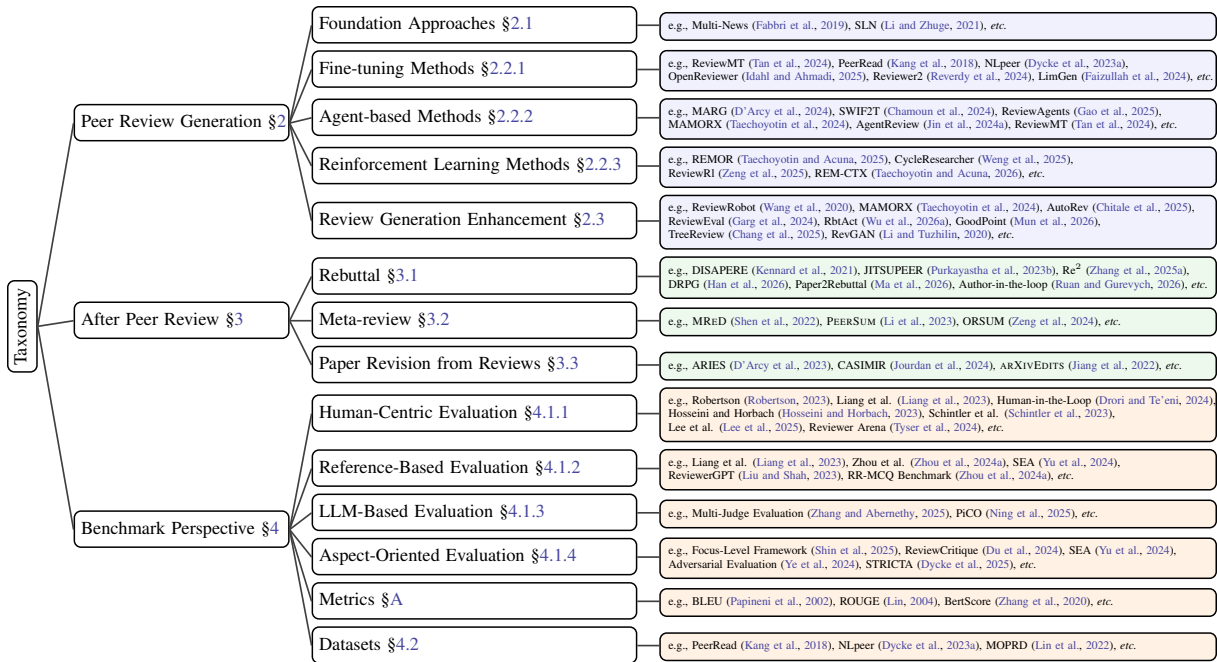 Taxonomy
Peer Review Generation §2
Foundation Approaches §2.1
e.g., Multi-News (Fabbri et al., 2019), SLN (Li and Zhuge, 2021), etc.
Fine-tuning Methods §2.2.1
e.g., ReviewMT (Tan et al., 2024), PeerRead (Kang et al., 2018), NLpeer (Dycke et al., 2023a),
OpenReviewer (Idahl and Ahmadi, 2025), Reviewer2 (Reverdy et al., 2024), LimGen (Faizullah et al., 2024), etc.
Agent-based Methods §2.2.2
e.g., MARG (D'Arcy et al., 2024), SWIF2T (Chamoun et al., 2024), ReviewAgents (Gao et al., 2025),
MAMORX (Taechoyotin et al., 2024), AgentReview (Jin et al., 2024a), ReviewMT (Tan et al., 2024), etc.
Reinforcement Learning Methods §2.2.3
e.g., REMOR (Taechoyotin and Acuna, 2025), CycleResearcher (Weng et al., 2025),
ReviewRl (Zeng et al., 2025), REM-CTX (Taechoyotin and Acuna, 2026), etc.
Review Generation Enhancement §2.3
e.g., ReviewRobot (Wang et al., 2020), MAMORX (Taechoyotin et al., 2024), AutoRev (Chitale et al., 2025),
ReviewEval (Garg et al., 2024), RbtAct (Wu et al., 2026a), GoodPoint (Mun et al., 2026),
TreeReview (Chang et al., 2025), RevGAN (Li and Tuzhilin, 2020), etc.
After Peer Review §3
Rebuttal §3.1
e.g., DISAPERE (Kennard et al., 2021), JITSUPEER (Purkayastha et al., 2023b), Re² (Zhang et al., 2025a),
DRPG (Han et al., 2026), Paper2Rebuttal (Ma et al., 2026), Author-in-the-loop (Ruan and Gurevych, 2026), etc.
Meta-review §3.2
e.g., MRED (Shen et al., 2022), PEERSUM (Li et al., 2023), ORSUM (Zeng et al., 2024), etc.
Paper Revision from Reviews §3.3
e.g., ARIES (D'Arcy et al., 2023), CASIMIR (Jourdan et al., 2024), ARXIVEDITS (Jiang et al., 2022), etc.
Benchmark Perspective §4
Human-Centric Evaluation §4.1.1
e.g., Robertson (Robertson, 2023), Liang et al. (Liang et al., 2023), Human-in-the-Loop (Drori and Te'eni, 2024),
Hosseini and Horbach (Hosseini and Horbach, 2023), Schintler et al. (Schintler et al., 2023),
Lee et al. (Lee et al., 2025), Reviewer Arena (Tyser et al., 2024), etc.
Reference-Based Evaluation §4.1.2
e.g., Liang et al. (Liang et al., 2023), Zhou et al. (Zhou et al., 2024a), SEA (Yu et al., 2024),
ReviewerGPT (Liu and Shah, 2023), RR-MCQ Benchmark (Zhou et al., 2024a), etc.
LLM-Based Evaluation §4.1.3
e.g., Multi-Judge Evaluation (Zhang and Abernethy, 2025), PiCO (Ning et al., 2025), etc.
Aspect-Oriented Evaluation §4.1.4
e.g., Focus-Level Framework (Shin et al., 2025), ReviewCritique (Du et al., 2024), SEA (Yu et al., 2024),
Adversarial Evaluation (Ye et al., 2024), STRICTA (Dycke et al., 2025), etc.
Metrics §A
e.g., BLEU (Papineni et al., 2002), ROUGE (Lin, 2004), BertScore (Zhang et al., 2020), etc.
Datasets §4.2
e.g., PeerRead (Kang et al., 2018), NLpeer (Dycke et al., 2023a), MOPRD (Lin et al., 2022), etc.